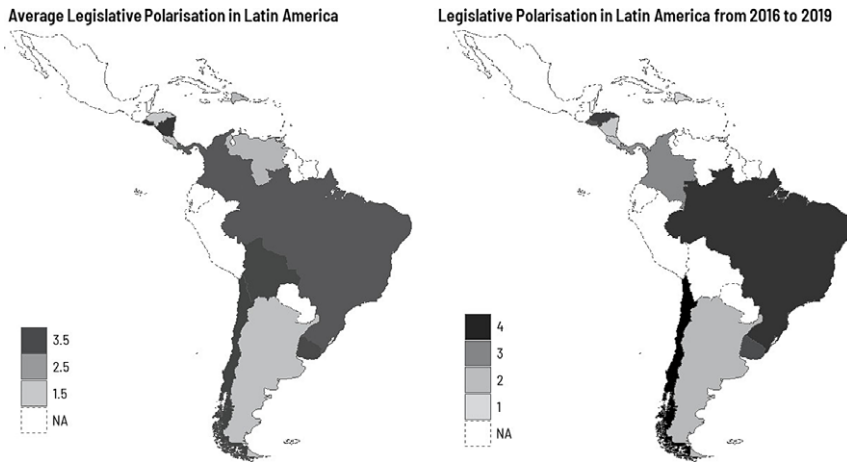 Average Legislative Polarisation in Latin America
3.5
2.5
1.5
NA
Legislative Polarisation in Latin America from 2016 to 2019
4
3
2
1
NA